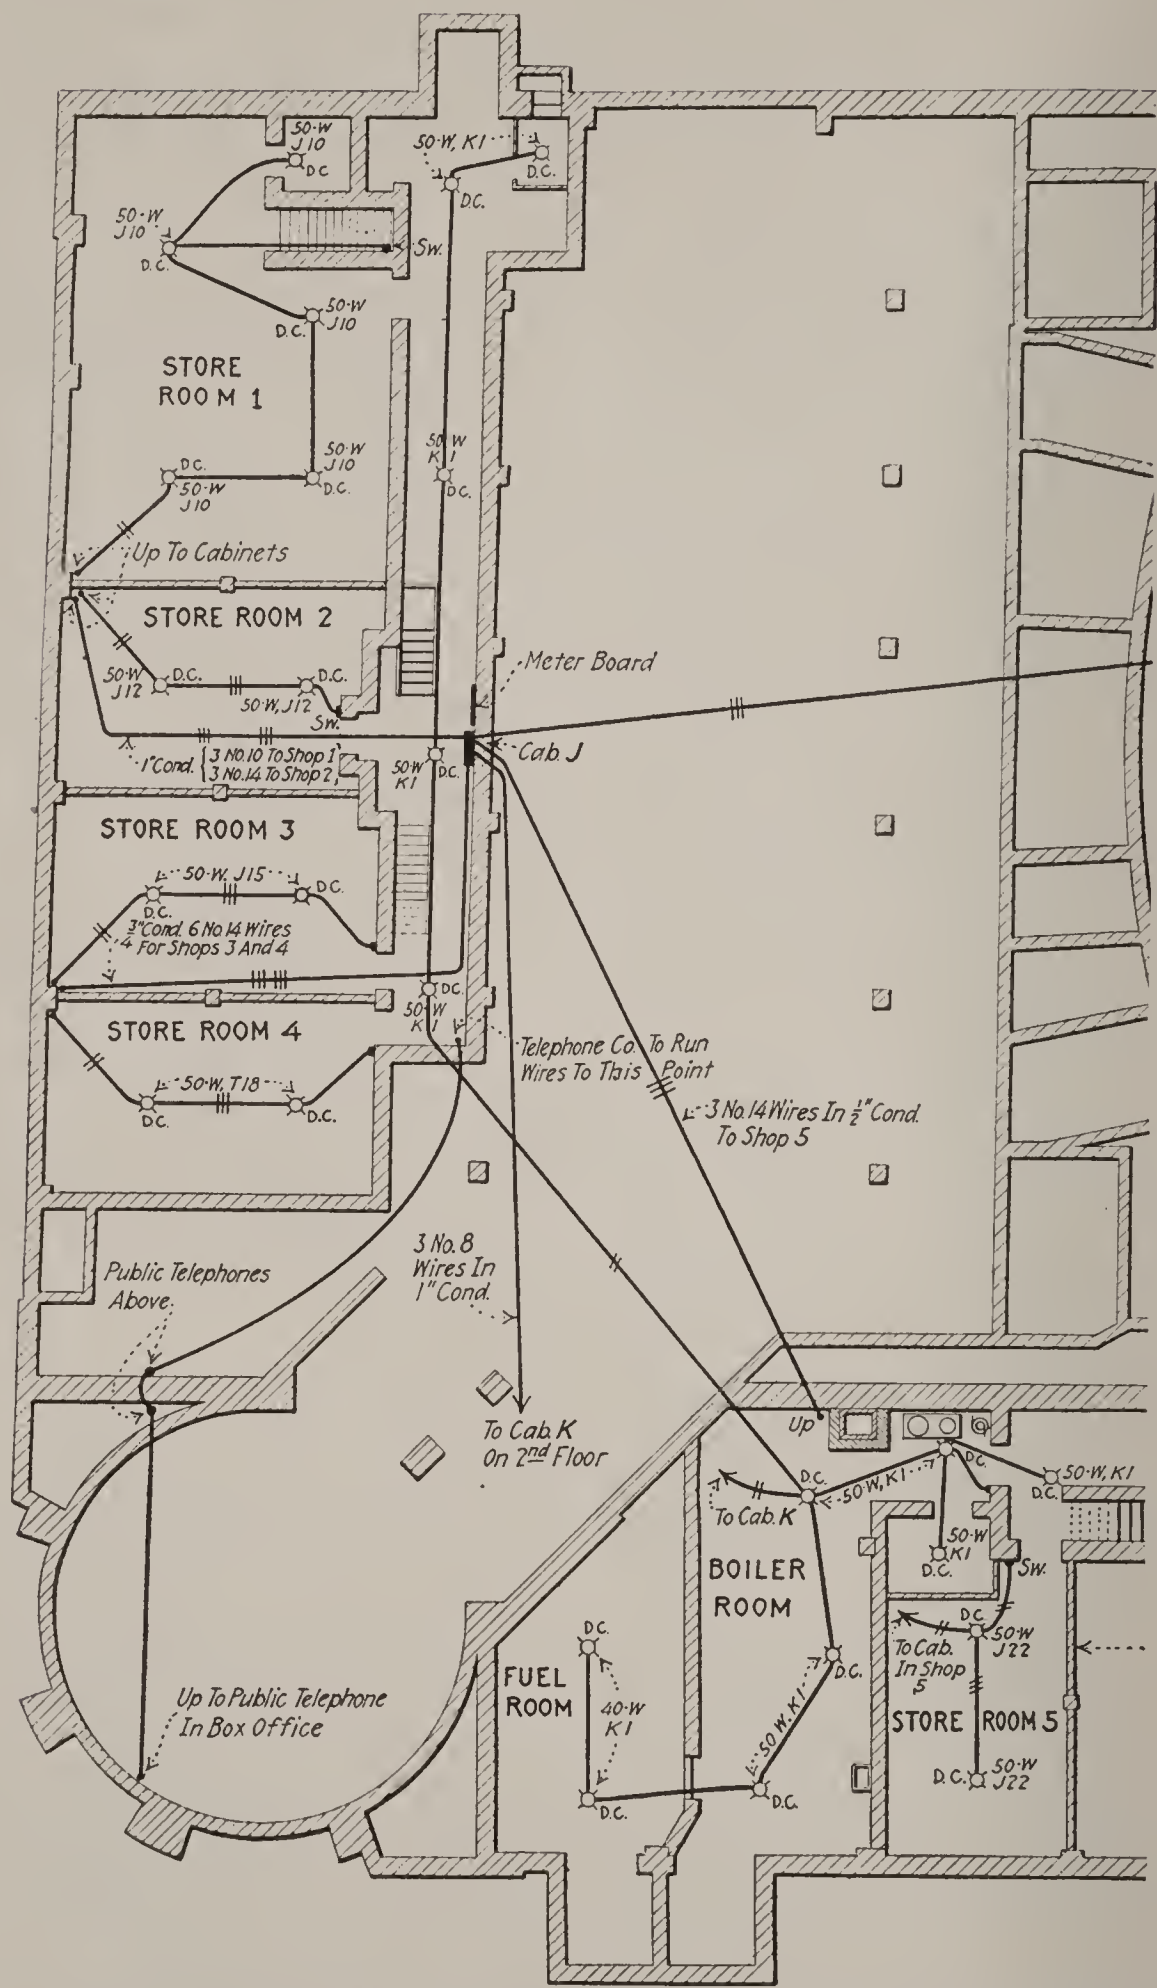 50-W
J10
DC
50-W, K1
D.C.
D.C.
50-W
J10
D.C.
Sw.
50-W
J10
D.C.
STORE
ROOM 1
50-W
K1
D.C.
50-W
J10
D.C.
D.C.
50-W
J10
Up To Cabinets
STORE ROOM 2
Meter Board
50-W
J12
D.C.
D.C.
50-W, J12
Sw.
1" Cond. { 3 No. 10 To Shop 1
3 No. 14 To Shop 2 }
50-W
K1
D.C.
Cab. J
STORE ROOM 3
50-W, J15
D.C.
D.C.
3/4" Cond. 6 No. 14 Wires
For Shops 3 And 4
D.C.
50-W
K1
STORE ROOM 4
Telephone Co. To Run
Wires To This Point
50-W, T18
D.C.
D.C.
3 No. 14 Wires In 1/2" Cond.
To Shop 5
3 No. 8
Wires In
1" Cond.
Public Telephones
Above
To Cab. K
On 2nd Floor
Up
D.C.
50-W, K1
D.C.
50-W, K1
D.C.
To Cab. K
50-W
K1
D.C.
BOILER
ROOM
Sw.
D.C.
50-W
J22
To Cab.
In Shop
5
D.C.
D.C.
FUEL
ROOM
40-W
K1
50-W, K1
STORE ROOM 5
Up To Public Telephone
In Box Office
D.C.
50-W
J22
D.C.
D.C.